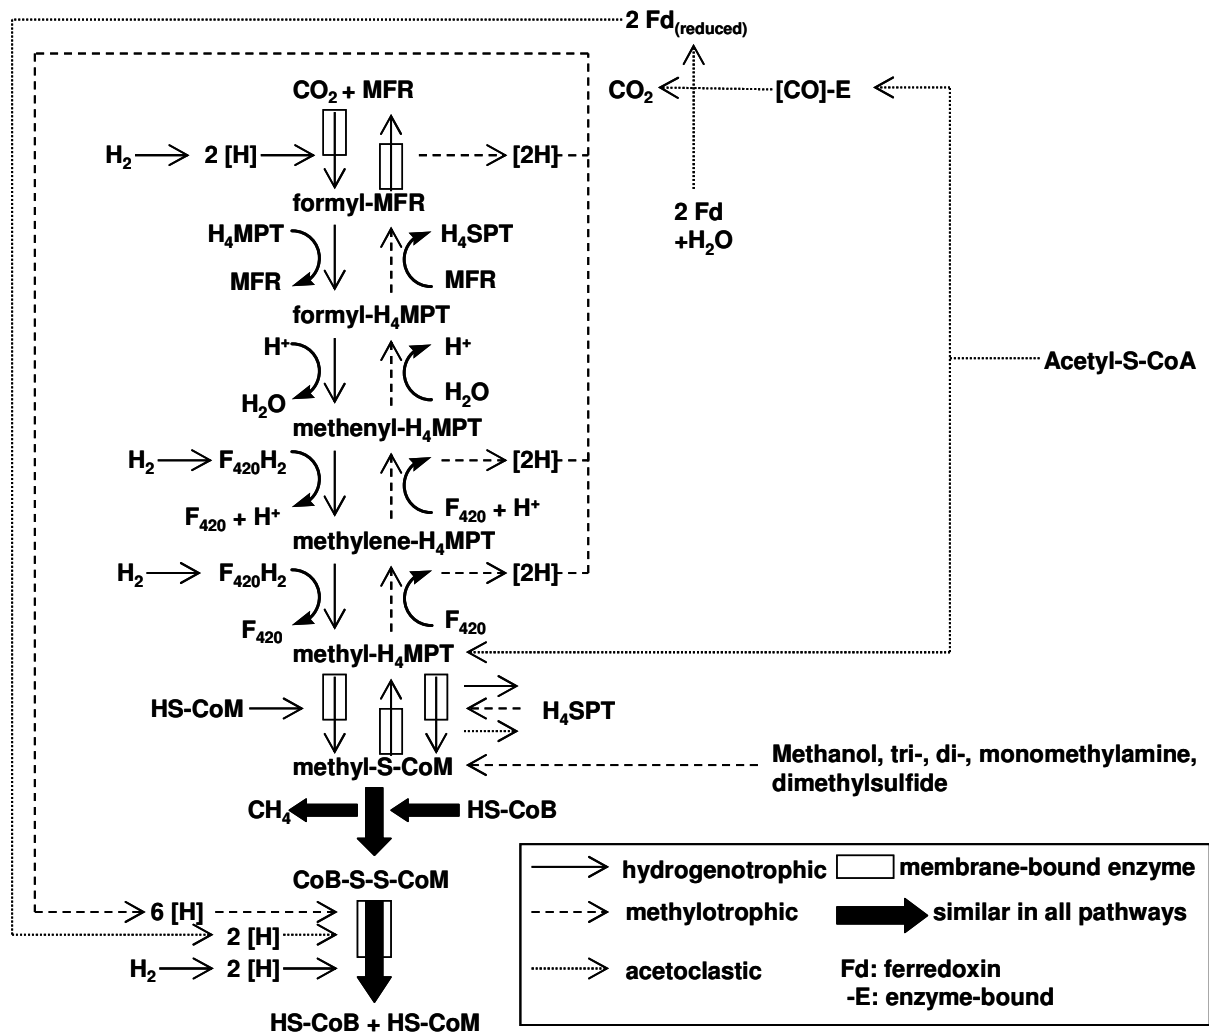 2 Fd(reduced)
CO2 + MFR
CO2
[CO]-E
H2
2 [H]
[2H]
formyl-MFR
2 Fd
+H2O
H4MPT
H4SPT
MFR
MFR
formyl-H4MPT
H+
H+
H2O
H2O
Acetyl-S-CoA
methenyl-H4MPT
H2
F420H2
[2H]
F420 + H+
F420 + H+
methylene-H4MPT
H2
F420H2
[2H]
F420
F420
methyl-H4MPT
HS-CoM
H4SPT
methyl-S-CoM
Methanol, tri-, di-, monomethylamine,
dimethylsulfide
CH4
HS-CoB
CoB-S-S-CoM
6 [H]
2 [H]
H2
2 [H]
HS-CoB + HS-CoM
hydrogenotrophic
membrane-bound enzyme
methylotrophic
similar in all pathways
acetoclastic
Fd: ferredoxin
-E: enzyme-bound